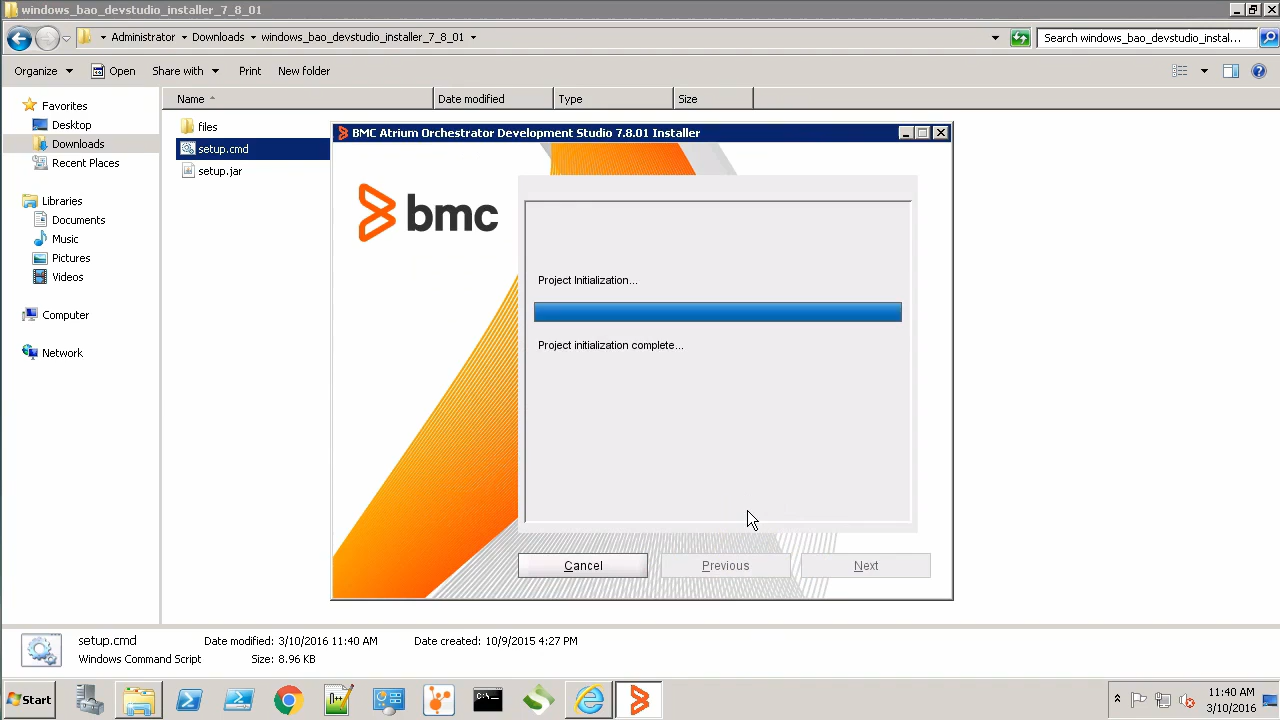 windows_bao_devstudio_installer_7_8_01
Administrator Downloads windows_bao_devstudio_installer_7_8_01
Search windows_bao_devstudio_instal...
Organize Open Share with Print New folder
Name Date modified Type Size
Favorites
Desktop
Downloads
Recent Places
Libraries
Documents
Music
Pictures
Videos
Computer
Network
files
setup.cmd
setup.jar
BMC Atrium Orchestrator Development Studio 7.8.01 Installer
bmc
Project Initialization...
Project initialization complete...
Cancel Previous Next
setup.cmd Date modified: 3/10/2016 11:40 AM Date created: 10/9/2015 4:27 PM
Windows Command Script Size: 8.96 KB
Start
11:40 AM
3/10/2016